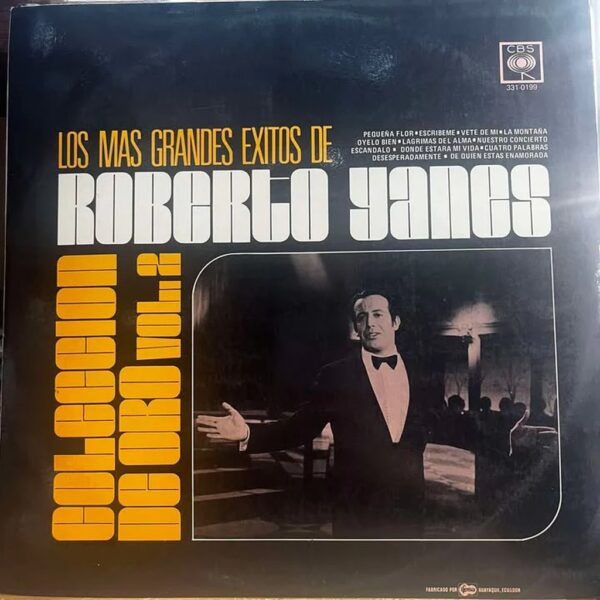 CBS
331-0199
LOS MAS GRANDES EXITOS DE
PEQUEÑA FLOR • ESCRIBEME • VETE DE MI • LA MONTAÑA
OYELO BIEN • LAGRIMAS DEL ALMA • NUESTRO CONCIERTO
ESCANDALO • DONDE ESTARA MI VIDA • CUATRO PALABRAS
DESESPERADAMENTE • DE QUIEN ESTAS ENAMORADA
ROBERTO YANES
COLECCION
DE ORO VOL. 2
FABRICADO POR GUAYAQUIL, ECUADOR